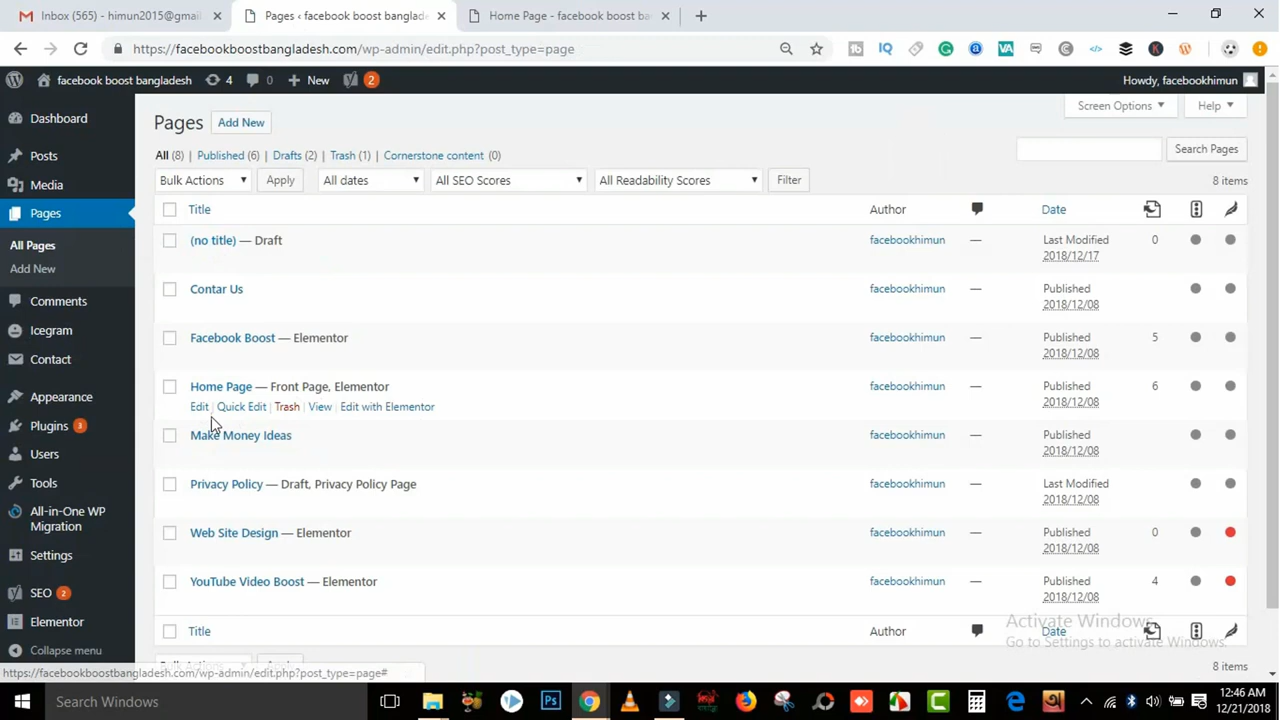 Inbox (565) - himun2015@gmail
Pages ‹ facebook boost banglade
Home Page - facebook boost ba
https://facebookboostbangladesh.com/wp-admin/edit.php?post_type=page
facebook boost bangladesh 4 0 New 2 Howdy, facebookhimun
Dashboard
Posts
Media
Pages
All Pages
Add New
Comments
Icegram
Contact
Appearance
Plugins 3
Users
Tools
All-in-One WP
Migration
Settings
SEO 2
Elementor
Collapse menu
Pages Add New
Screen Options Help
All (8) | Published (6) | Drafts (2) | Trash (1) | Cornerstone content (0)
Search Pages
Bulk Actions Apply All dates All SEO Scores All Readability Scores Filter
8 items
Title Author Date
(no title) — Draft facebookhimun — Last Modified 0
2018/12/17
Contar Us facebookhimun — Published
2018/12/08
Facebook Boost — Elementor facebookhimun — Published 5
2018/12/08
Home Page — Front Page, Elementor facebookhimun — Published 6
2018/12/08
Edit | Quick Edit | Trash | View | Edit with Elementor
Make Money Ideas facebookhimun — Published
2018/12/08
Privacy Policy — Draft, Privacy Policy Page facebookhimun — Last Modified
2018/12/08
Web Site Design — Elementor facebookhimun — Published 0
2018/12/08
YouTube Video Boost — Elementor facebookhimun — Published 4
2018/12/08
Title Author Date
Activate Windows
Go to Settings to activate Windows.
Bulk Actions Apply
8 items
https://facebookboostbangladesh.com/wp-admin/edit.php?post_type=page#
Search Windows
12:46 AM
12/21/2018